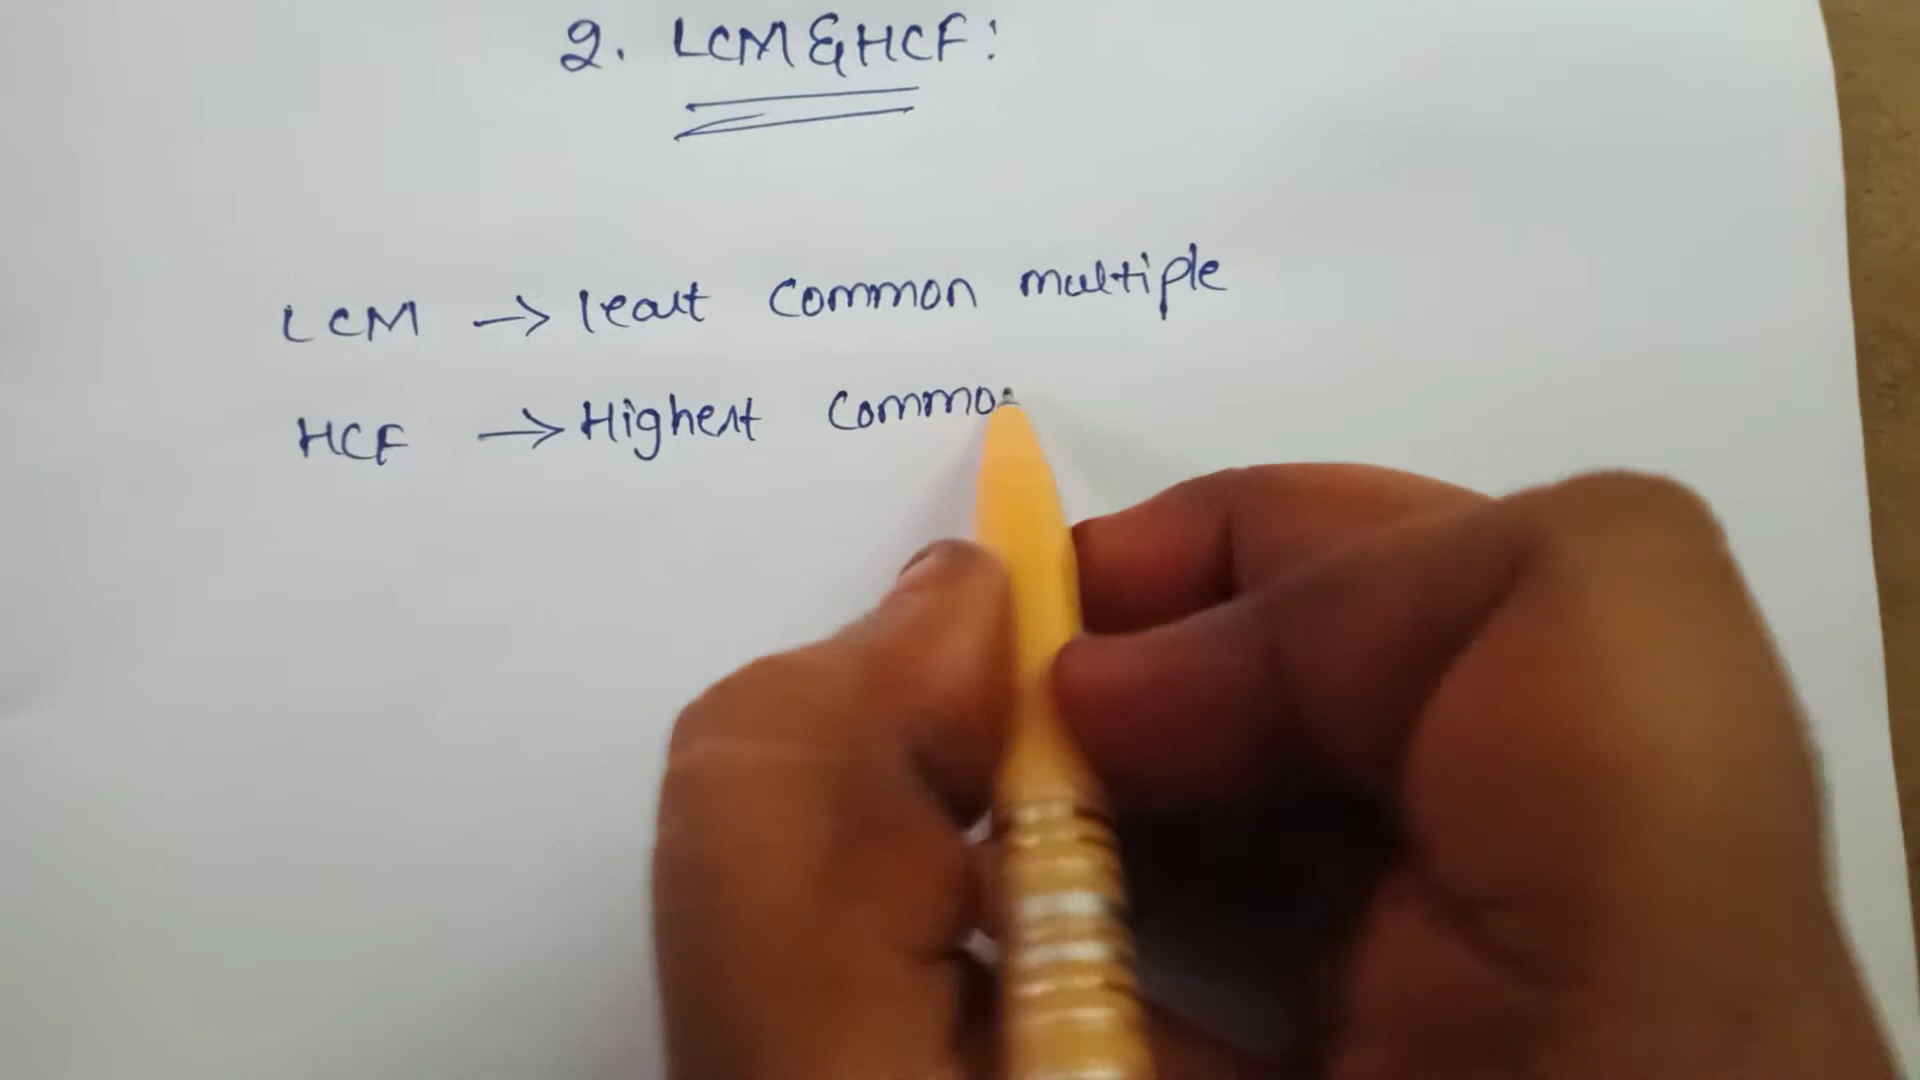 2. LCM & HCF:
LCM → least common multiple
HCF → Highest Commo